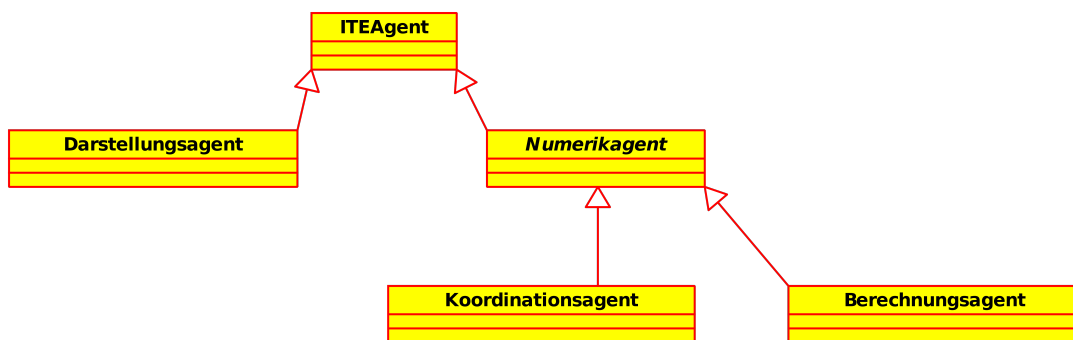 ITEAgent
Darstellungsagent
Numerikagent
Koordinationsagent
Berechnungsagent